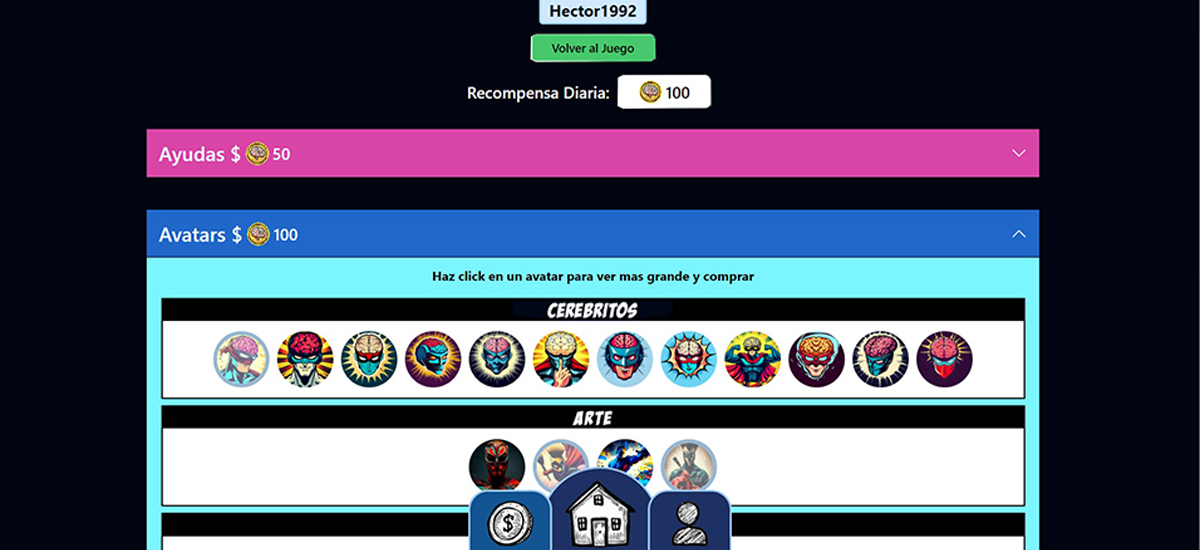 Hector1992
Volver al Juego
Recompensa Diaria: 100
Ayudas $ 50
Avatars $ 100
Haz click en un avatar para ver mas grande y comprar
CEREBRITOS
ARTE
$